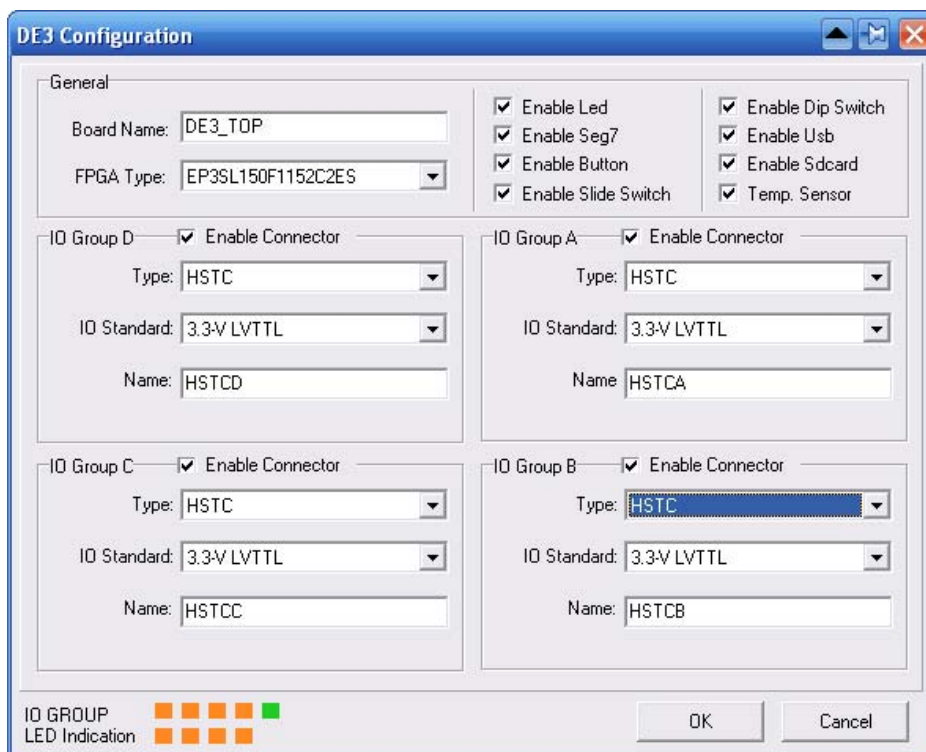 DE3 Configuration
General
Board Name: DE3_TOP
FPGA Type: EP3SL150F1152C2ES
Enable Led
Enable Seg7
Enable Button
Enable Slide Switch
Enable Dip Switch
Enable Usb
Enable Sdcard
Temp. Sensor
IO Group D Enable Connector
Type: HSTC
IO Standard: 3.3-V LVTTL
Name: HSTCD
IO Group A Enable Connector
Type: HSTC
IO Standard: 3.3-V LVTTL
Name HSTCA
IO Group C Enable Connector
Type: HSTC
IO Standard: 3.3-V LVTTL
Name: HSTCC
IO Group B Enable Connector
Type: HSTC
IO Standard: 3.3-V LVTTL
Name: HSTCB
IO GROUP
LED Indication
OK
Cancel